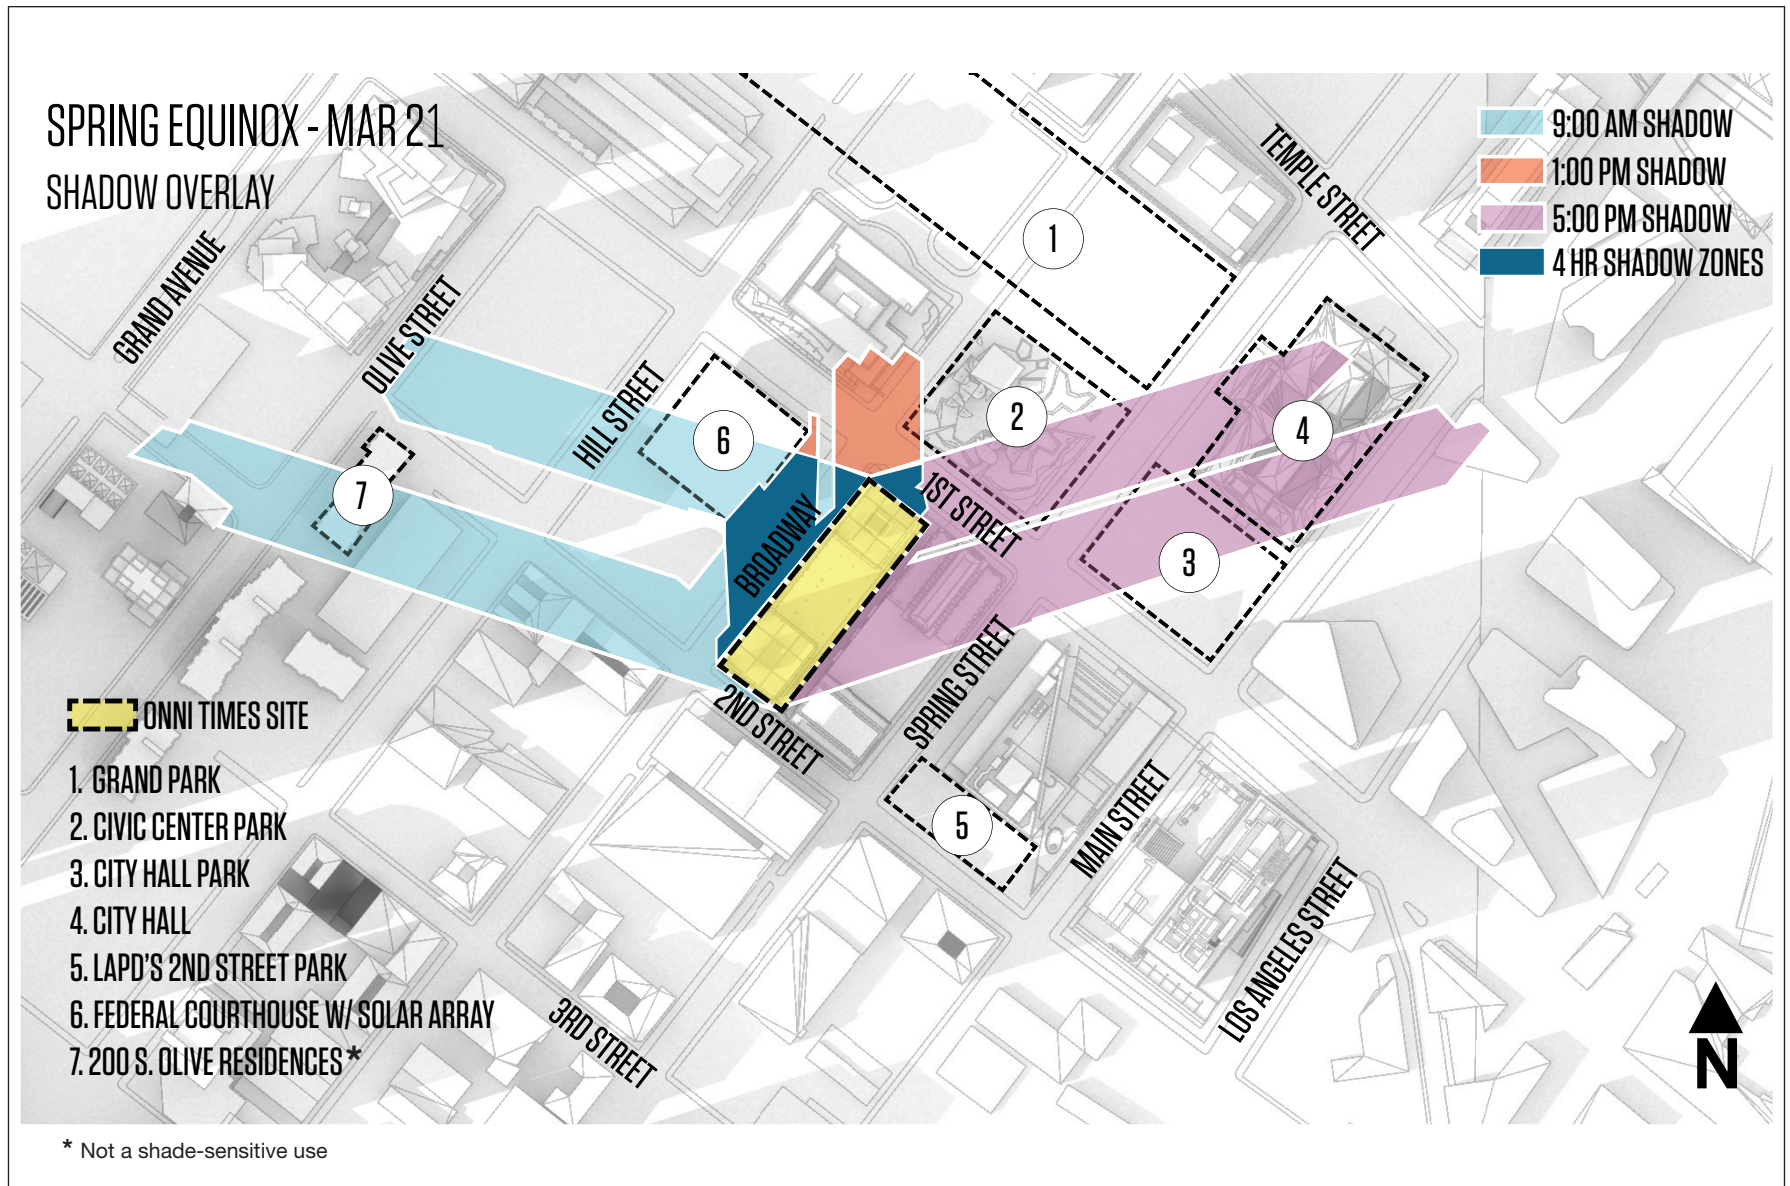 SPRING EQUINOX - MAR 21
SHADOW OVERLAY
9:00 AM SHADOW
1:00 PM SHADOW
5:00 PM SHADOW
4 HR SHADOW ZONES
TEMPLE STREET
GRAND AVENUE
OLIVE STREET
HILL STREET
BROADWAY
1ST STREET
2ND STREET
SPRING STREET
MAIN STREET
LOS ANGELES STREET
3RD STREET
1
2
3
4
5
6
7
ONNI TIMES SITE
1. GRAND PARK
2. CIVIC CENTER PARK
3. CITY HALL PARK
4. CITY HALL
5. LAPD'S 2ND STREET PARK
6. FEDERAL COURTHOUSE W/ SOLAR ARRAY
7. 200 S. OLIVE RESIDENCES*
N
* Not a shade-sensitive use